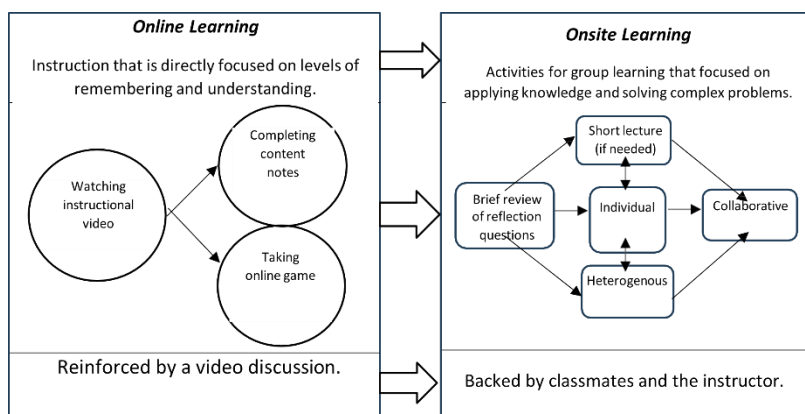 Online Learning
Instruction that is directly focused on levels of
remembering and understanding.
Watching
instructional
video
Completing
content
notes
Taking
online game
Reinforced by a video discussion.
Onsite Learning
Activities for group learning that focused on
applying knowledge and solving complex problems.
Brief review
of reflection
questions
Short lecture
(if needed)
Individual
Heterogenous
Collaborative
Backed by classmates and the instructor.